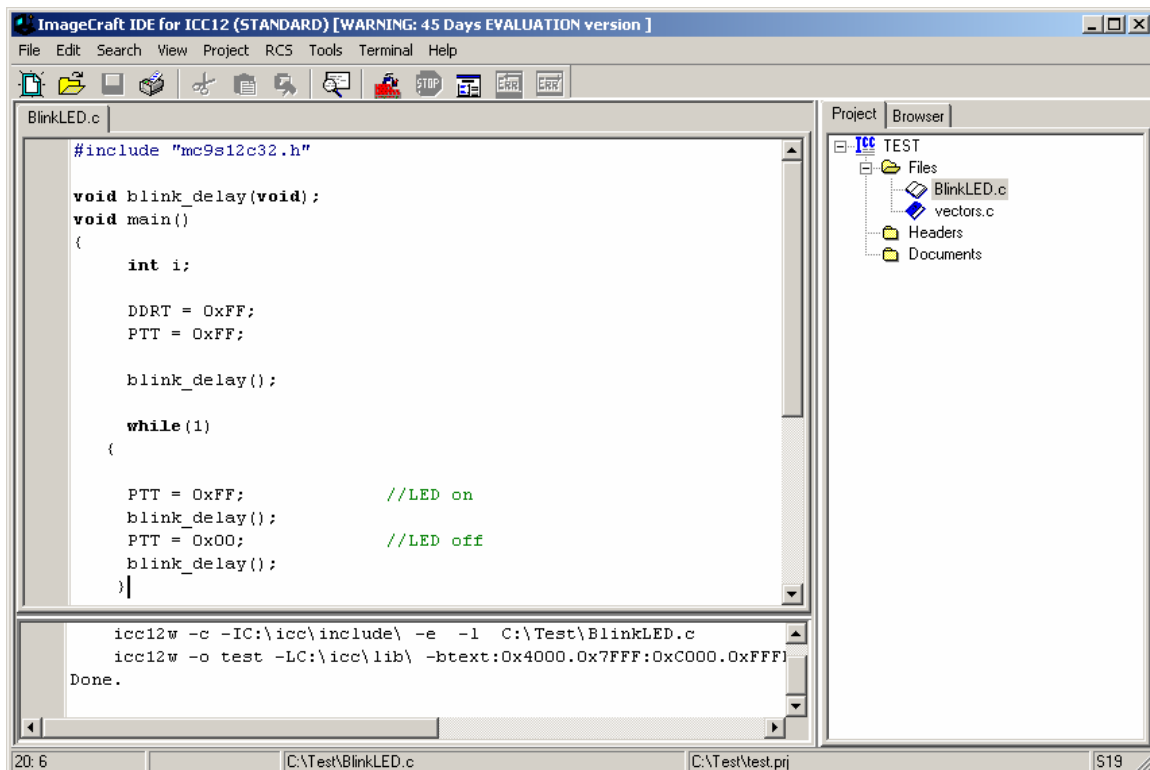 ImageCraft IDE for ICC12 (STANDARD) [WARNING: 45 Days EVALUATION version ]
File Edit Search View Project RCS Tools Terminal Help
STOP ERR ERR
BlinkLED.c
#include "mc9s12c32.h"
void blink_delay(void);
void main()
{
int i;
DDRT = 0xFF;
PTT = 0xFF;
blink_delay();
while(1)
{
PTT = 0xFF; //LED on
blink_delay();
PTT = 0x00; //LED off
blink_delay();
}
icc12w -c -IC:\icc\include\ -e -l C:\Test\BlinkLED.c
icc12w -o test -LC:\icc\lib\ -btext:0x4000.0x7FFF:0xC000.0xFFF
Done.
Project Browser
ICC TEST
Files
BlinkLED.c
vectors.c
Headers
Documents
20: 6 C:\Test\BlinkLED.c C:\Test\test.prj S19